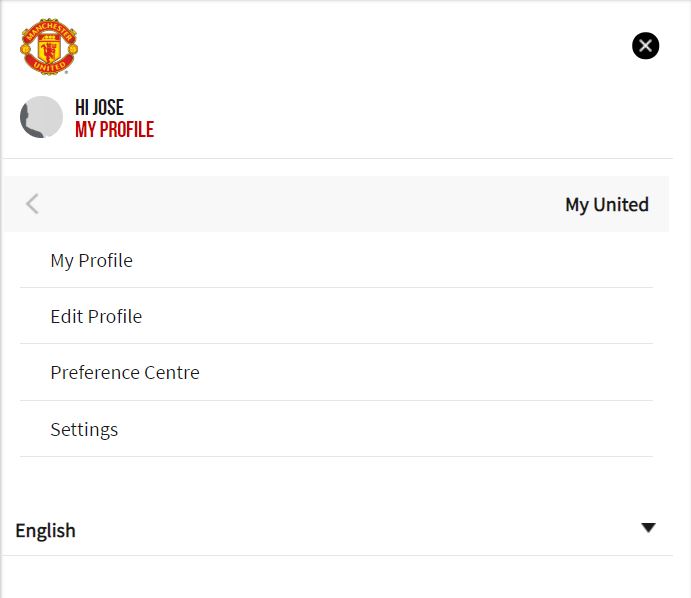 MANCHESTER
UNITED
HI JOSE
MY PROFILE
My United
My Profile
Edit Profile
Preference Centre
Settings
English